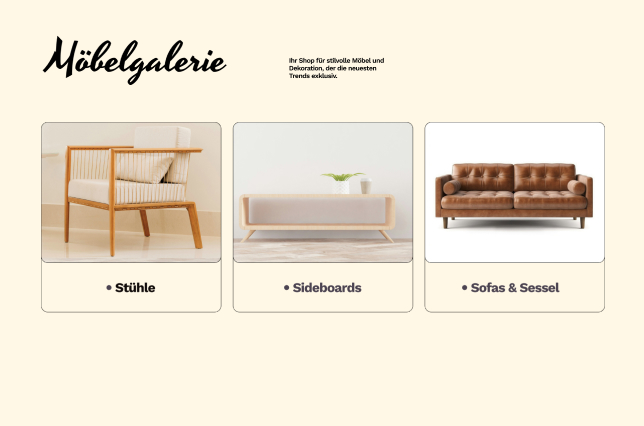 Möbelgalerie
Ihr Shop für stilvolle Möbel und
Dekoration, der die neuesten
Trends exklusiv.
• Stühle
• Sideboards
• Sofas & Sessel